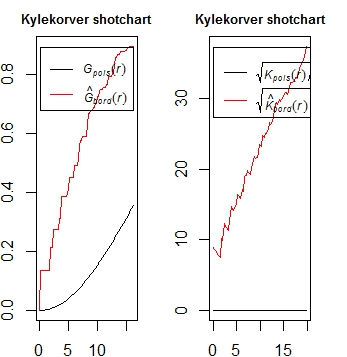 Kylekorver shotchart
G_pois(r)
Ĝ_bord(r)
0.0 0.2 0.4 0.6 0.8
0 5 10
Kylekorver shotchart
√K_pois(r)
√K̂_bord(r)
0 10 20 30
0 5 15